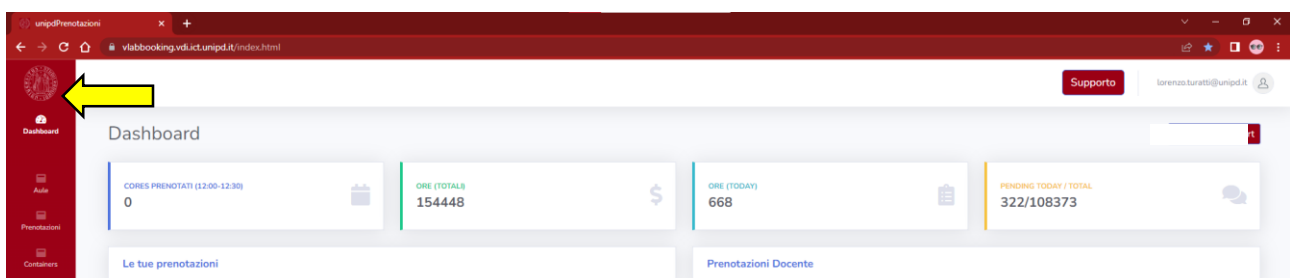 unipdPrenotazioni
vlabbooking.vdi.ict.unipd.it/index.html
Supporto
lorenzo.turatti@unipd.it
Dashboard
Dashboard
rt
CORES PRENOTATI (12:00-12:30)
0
ORE (TOTALI)
154448
ORE (TODAY)
668
PENDING TODAY / TOTAL
322/108373
Aule
Prenotazioni
Containers
Le tue prenotazioni
Prenotazioni Docente